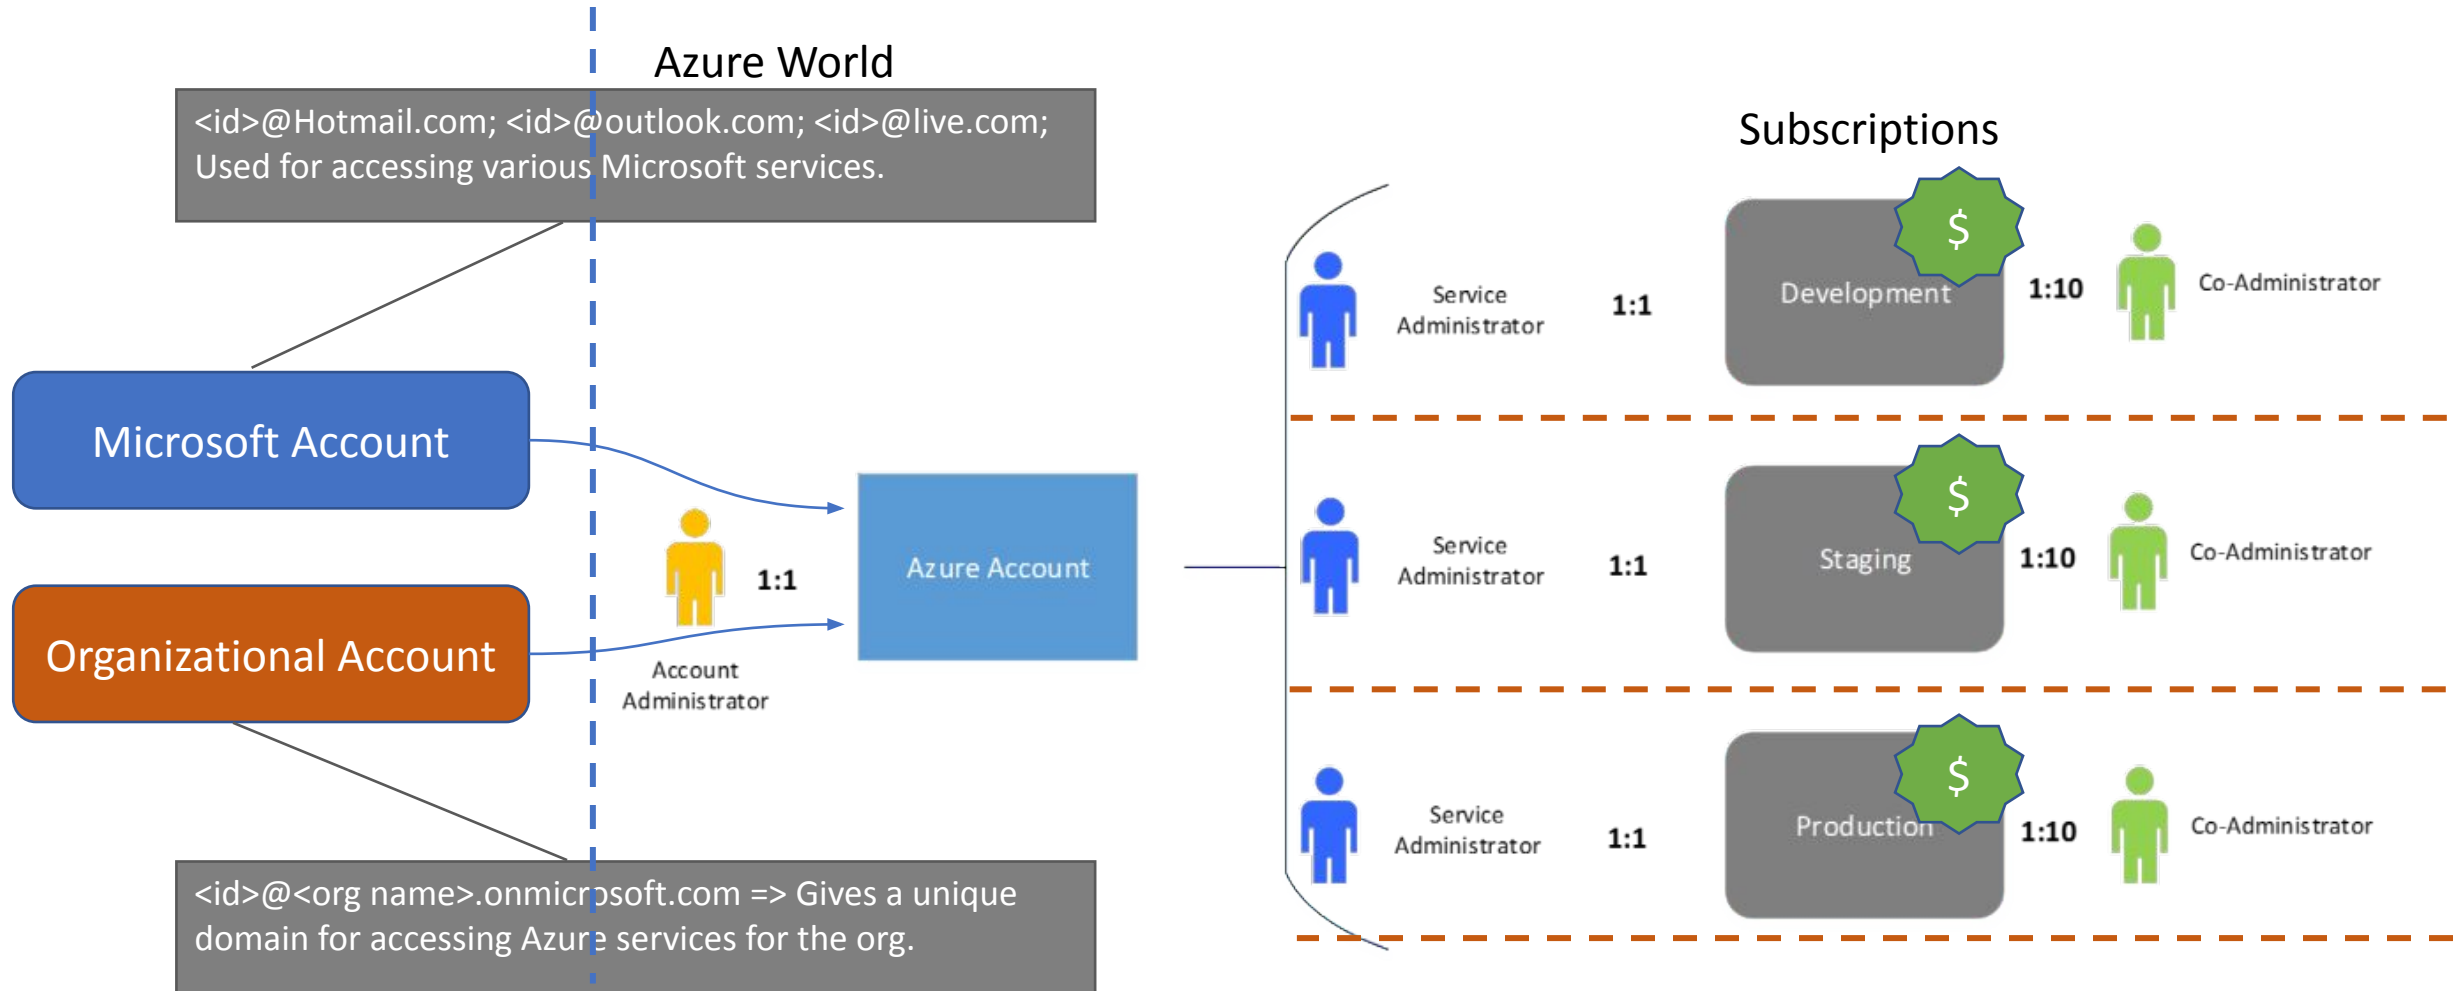 Azure World
<id>@Hotmail.com; <id>@outlook.com; <id>@live.com;
Used for accessing various Microsoft services.
Microsoft Account
Organizational Account
<id>@<org name>.onmicrosoft.com => Gives a unique
domain for accessing Azure services for the org.
Account
Administrator
1:1
Azure Account
Subscriptions
Service
Administrator
1:1
Development
$
1:10
Co-Administrator
Service
Administrator
1:1
Staging
$
1:10
Co-Administrator
Service
Administrator
1:1
Production
$
1:10
Co-Administrator